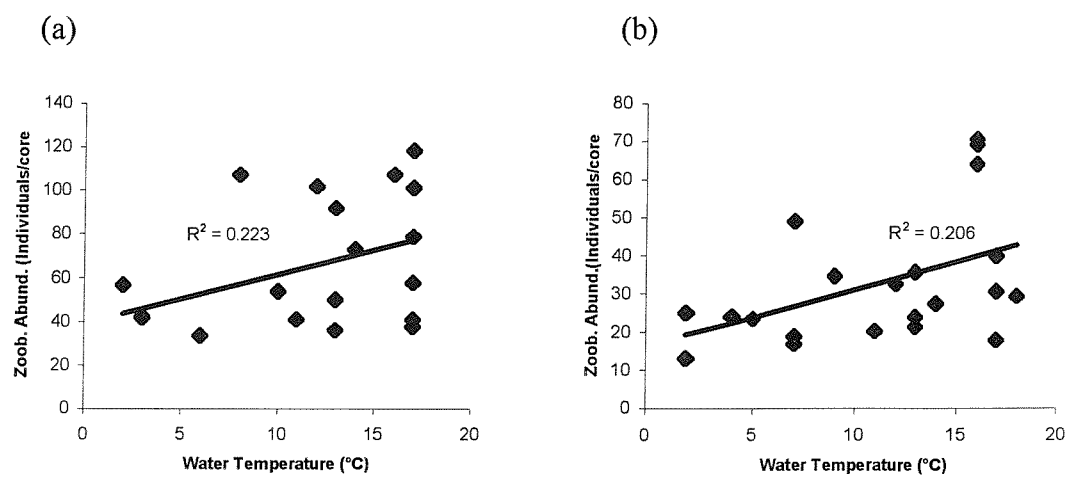 (a)
Zoob. Abund. (Individuals/core
140
120
100
80
60
40
20
0
R² = 0.223
0 5 10 15 20
Water Temperature (°C)
(b)
Zoob. Abund.(Individuals/core
80
70
60
50
40
30
20
10
0
R² = 0.206
0 5 10 15 20
Water Temperature (°C)